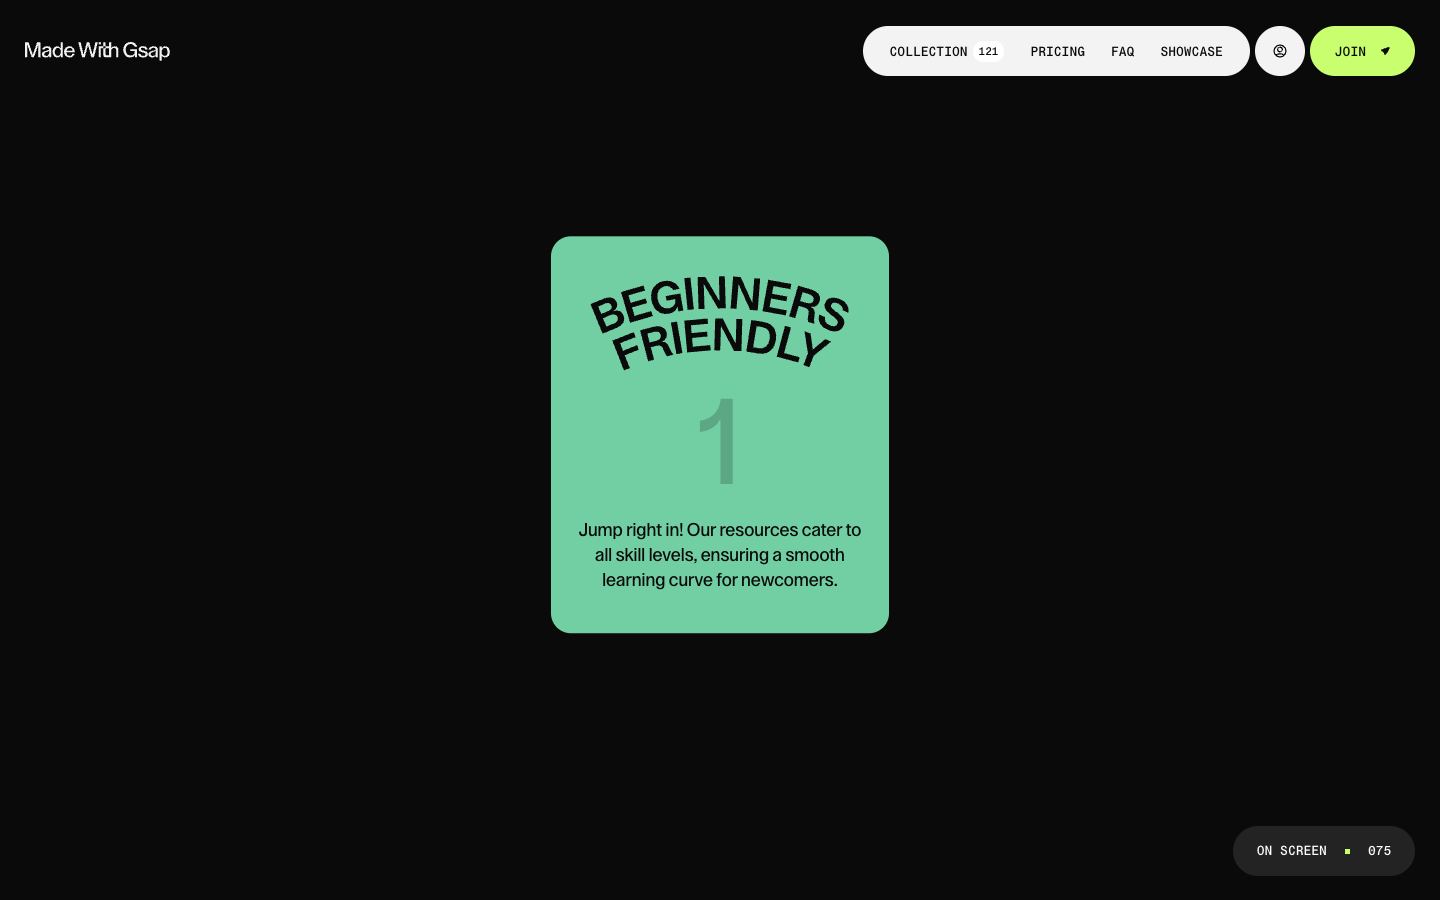 Made With Gsap
COLLECTION 121 PRICING FAQ SHOWCASE JOIN
BEGINNERS
FRIENDLY
1
Jump right in! Our resources cater to
all skill levels, ensuring a smooth
learning curve for newcomers.
ON SCREEN 075